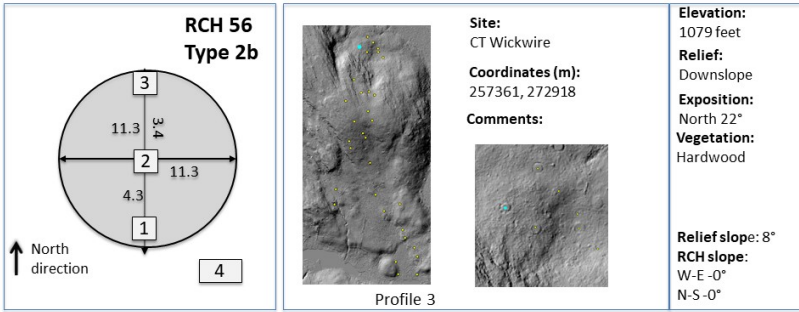 RCH 56
Type 2b
3
11.3
3.4
2
11.3
4.3
1
North
direction
4
Profile 3
Site:
CT Wickwire
Coordinates (m):
257361, 272918
Comments:
Elevation:
1079 feet
Relief:
Downslope
Exposition:
North 22°
Vegetation:
Hardwood
Relief slope: 8°
RCH slope:
W-E -0°
N-S -0°